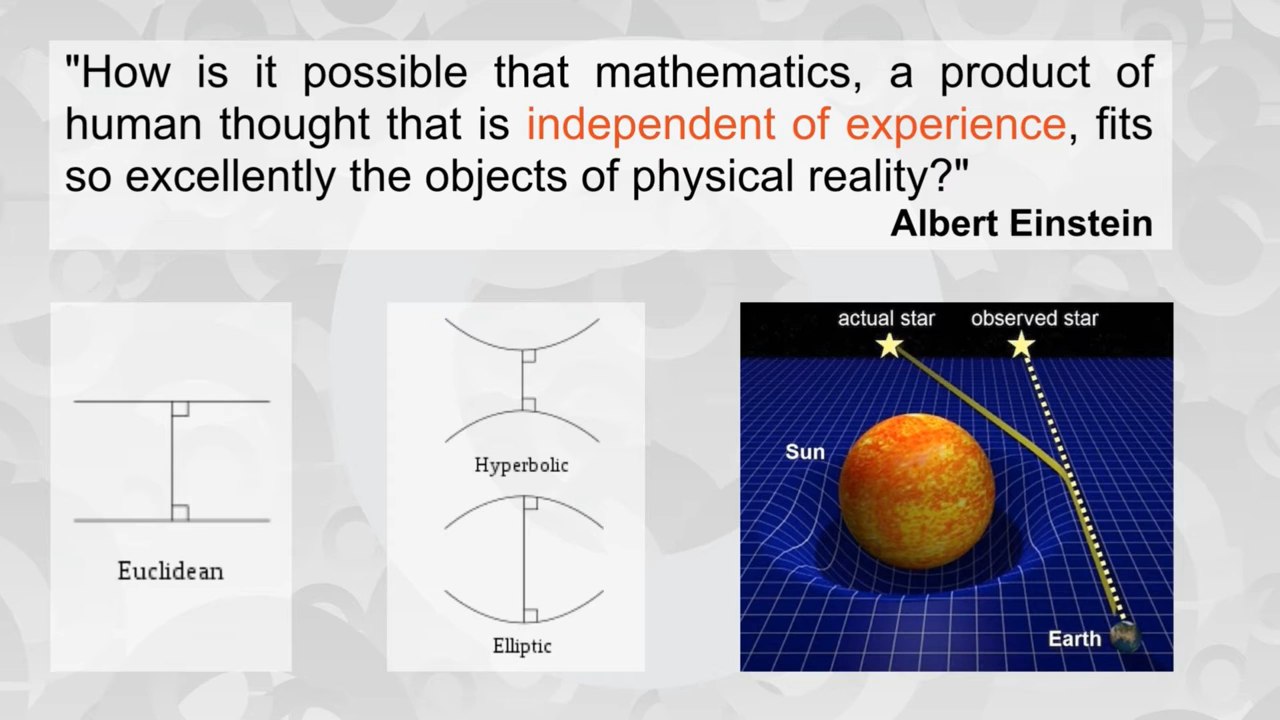 "How is it possible that mathematics, a product of
human thought that is independent of experience, fits
so excellently the objects of physical reality?"
Albert Einstein
Euclidean
Hyperbolic
Elliptic
actual star
observed star
Sun
Earth